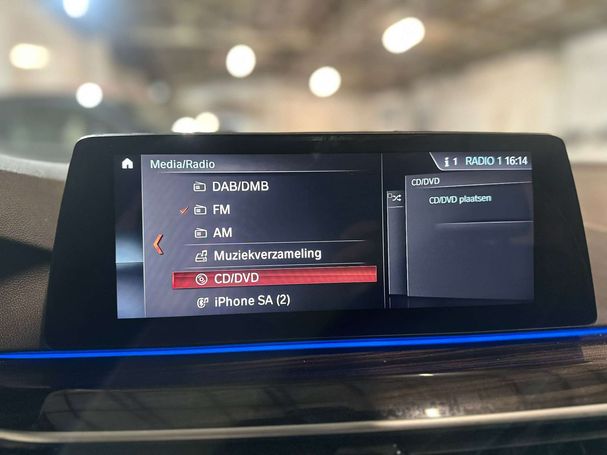 Media/Radio
i 1 RADIO 1 16:14
DAB/DMB
FM
AM
Muziekverzameling
CD/DVD
iPhone SA (2)
CD/DVD
CD/DVD plaatsen